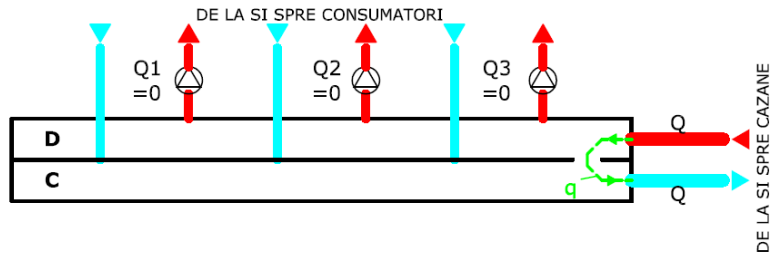 DE LA SI SPRE CONSUMATORI
Q1
=0
Q2
=0
Q3
=0
D
C
Q
Q
q
DE LA SI SPRE CAZANE